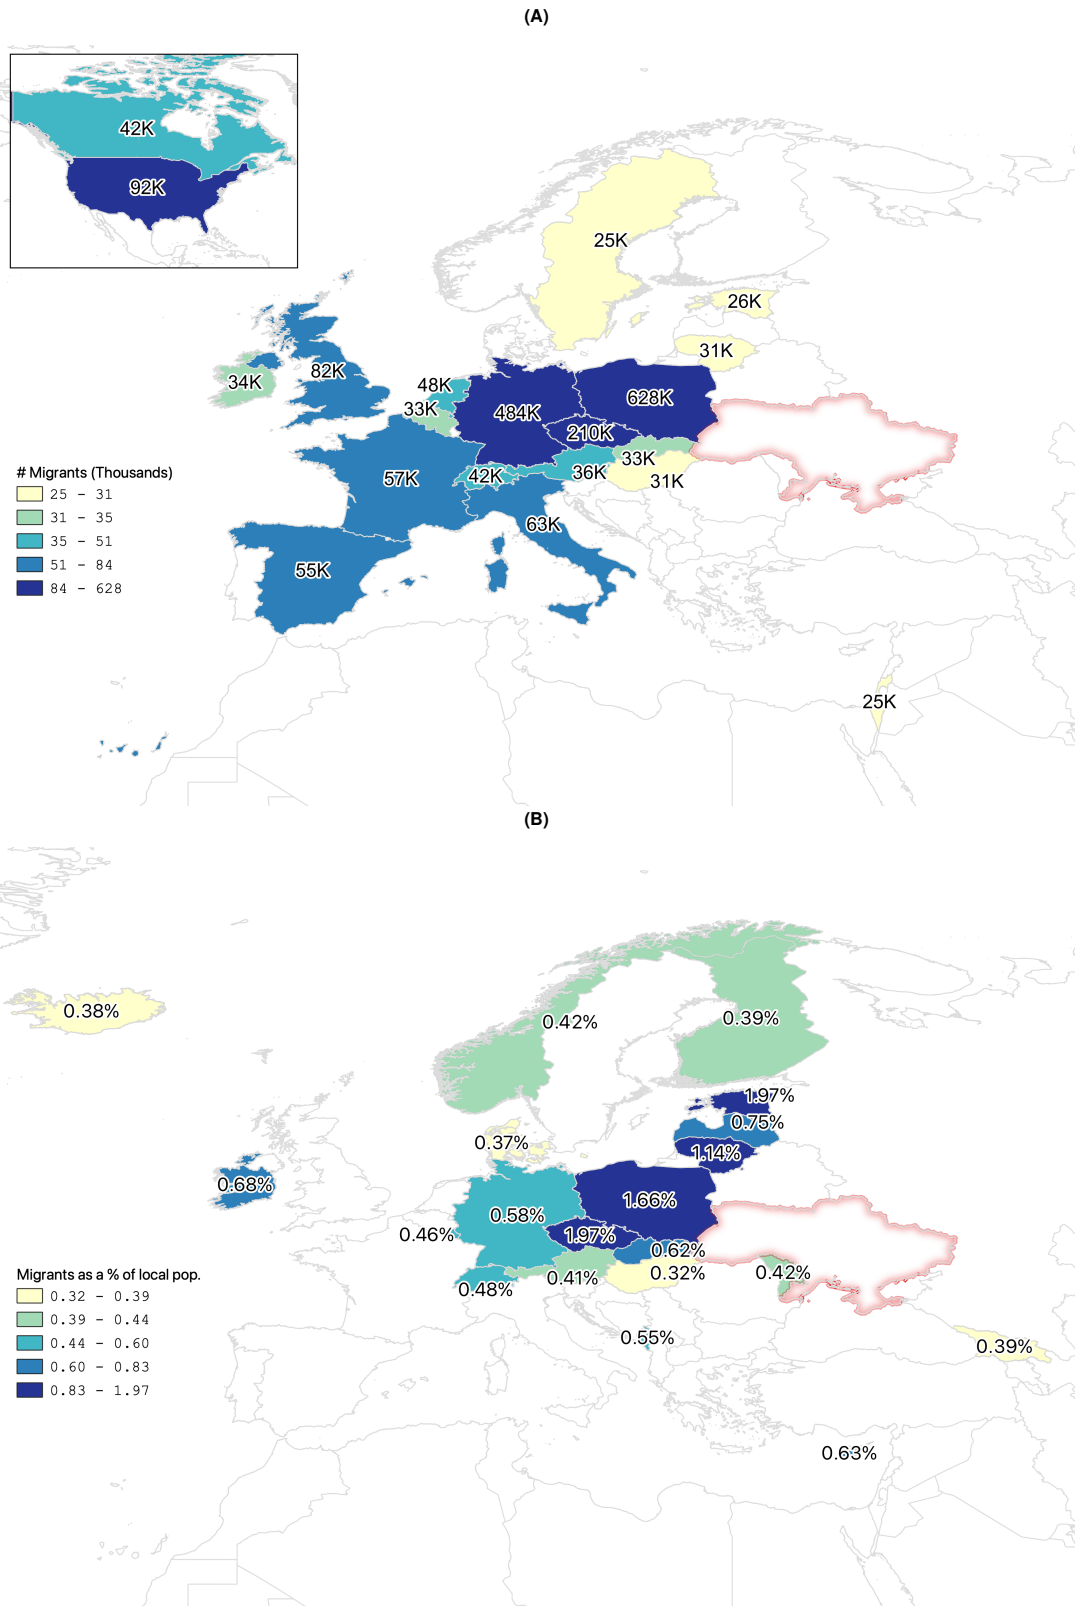 (A)
42K
92K
25K
26K
31K
34K
82K
48K
33K
484K
628K
210K
33K
57K
42K
36K
31K
63K
55K
25K
# Migrants (Thousands)
25 - 31
31 - 35
35 - 51
51 - 84
84 - 628
(B)
0.38%
0.42%
0.39%
1.97%
0.75%
0.37%
1.14%
0.68%
1.66%
0.58%
0.46%
1.97%
0.62%
0.48%
0.41%
0.32%
0.42%
0.55%
0.39%
0.63%
Migrants as a % of local pop.
0.32 - 0.39
0.39 - 0.44
0.44 - 0.60
0.60 - 0.83
0.83 - 1.97